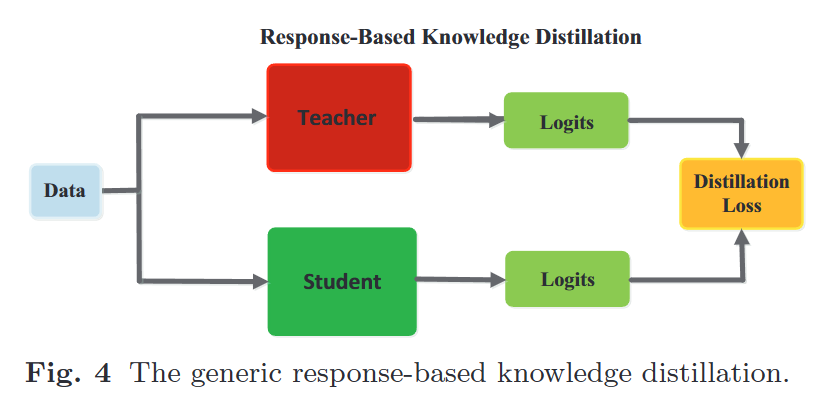 Response-Based Knowledge Distillation
Teacher
Logits
Data
Distillation
Loss
Student
Logits
Fig. 4 The generic response-based knowledge distillation.